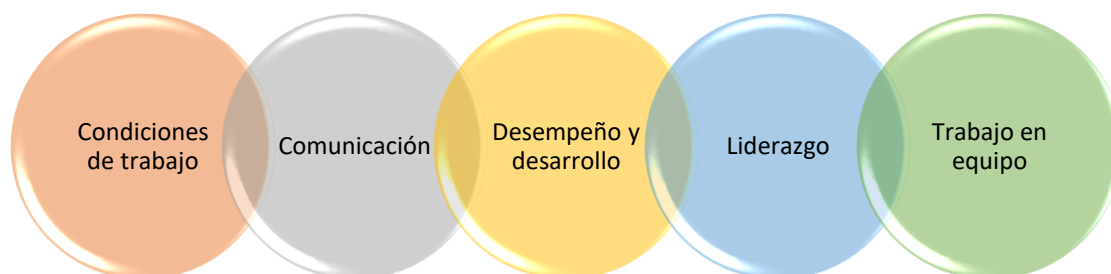 Condiciones
de trabajo
Comunicación
Desempeño y
desarrollo
Liderazgo
Trabajo en
equipo